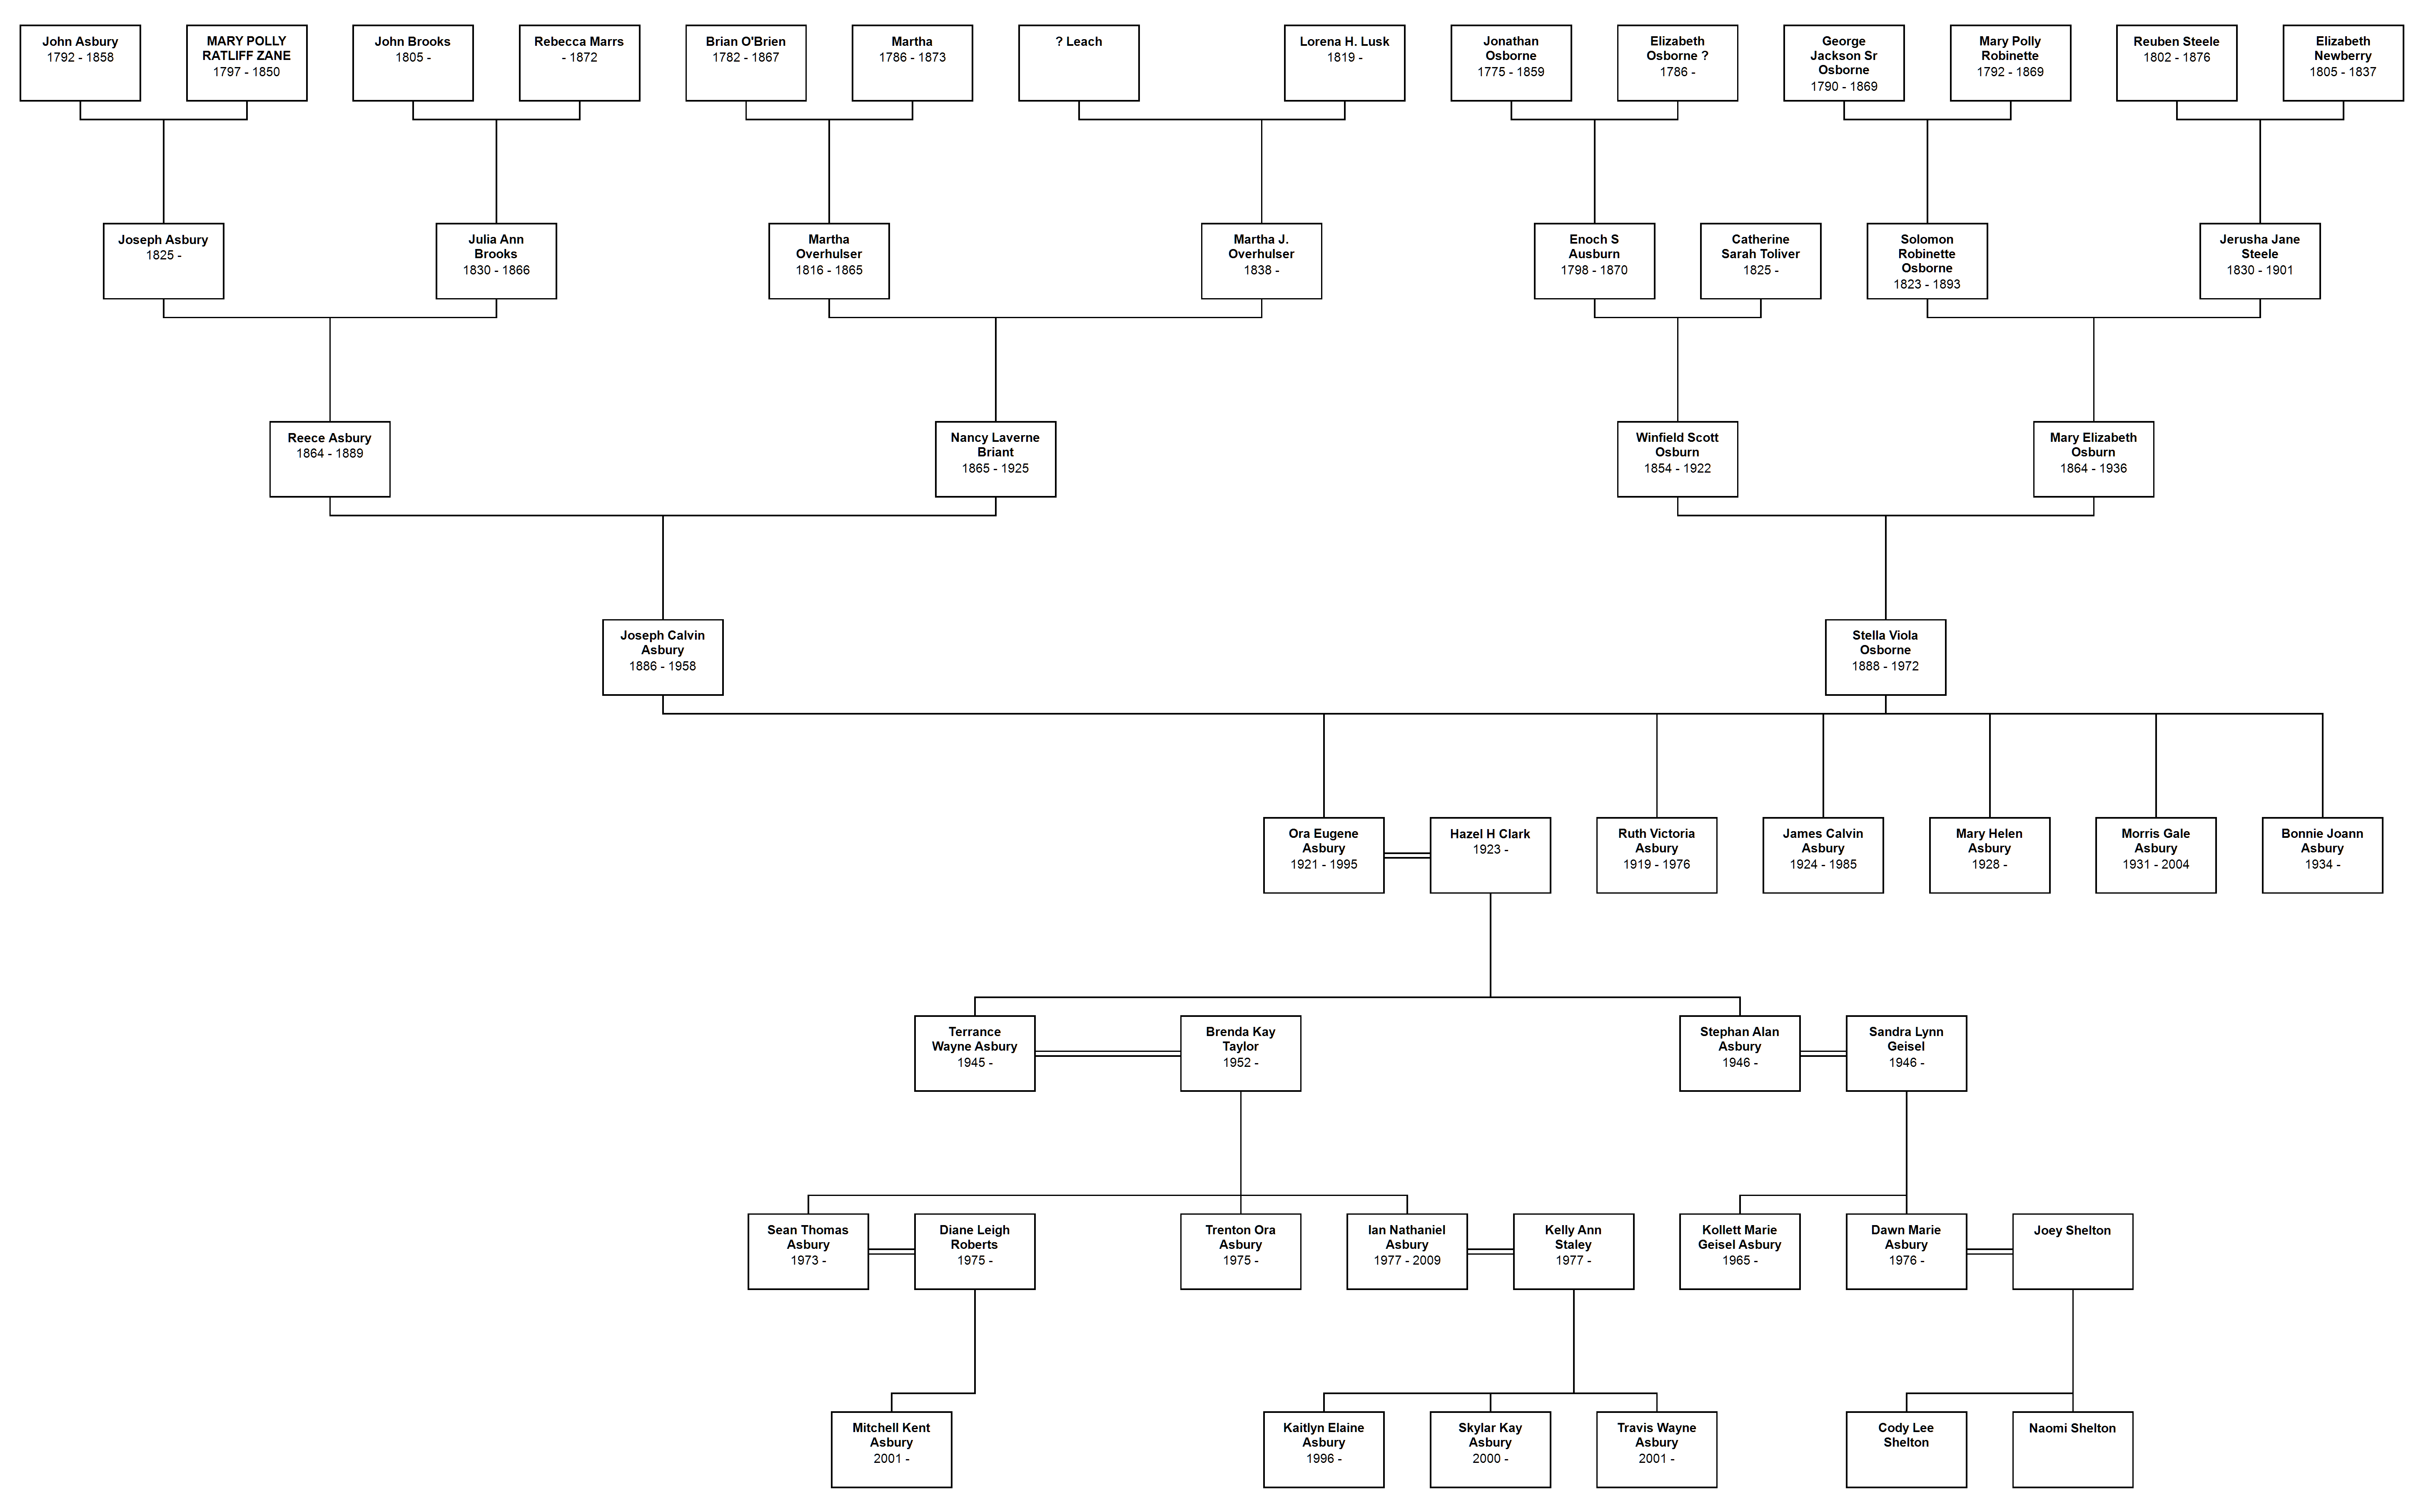 John Asbury
1792 - 1858
MARY POLLY
RATLIFF ZANE
1797 - 1850
John Brooks
1805 -
Rebecca Marrs
- 1872
Brian O'Brien
1782 - 1867
Martha
1786 - 1873
? Leach
Lorena H. Lusk
1819 -
Jonathan
Osborne
1775 - 1859
Elizabeth
Osborne ?
1786 -
George
Jackson Sr
Osborne
1790 - 1869
Mary Polly
Robinette
1792 - 1869
Reuben Steele
1802 - 1876
Elizabeth
Newberry
1805 - 1837
Joseph Asbury
1825 -
Julia Ann
Brooks
1830 - 1866
Martha
Overhulser
1816 - 1865
Martha J.
Overhulser
1838 -
Enoch S
Ausburn
1798 - 1870
Catherine
Sarah Toliver
1825 -
Solomon
Robinette
Osborne
1823 - 1893
Jerusha Jane
Steele
1830 - 1901
Reece Asbury
1864 - 1889
Nancy Laverne
Briant
1865 - 1925
Winfield Scott
Osburn
1854 - 1922
Mary Elizabeth
Osburn
1864 - 1936
Joseph Calvin
Asbury
1886 - 1958
Stella Viola
Osborne
1888 - 1972
Ora Eugene
Asbury
1921 - 1995
Hazel H Clark
1923 -
Ruth Victoria
Asbury
1919 - 1976
James Calvin
Asbury
1924 - 1985
Mary Helen
Asbury
1928 -
Morris Gale
Asbury
1931 - 2004
Bonnie Joann
Asbury
1934 -
Terrance
Wayne Asbury
1945 -
Brenda Kay
Taylor
1952 -
Stephan Alan
Asbury
1946 -
Sandra Lynn
Geisel
1946 -
Sean Thomas
Asbury
1973 -
Diane Leigh
Roberts
1975 -
Trenton Ora
Asbury
1975 -
Ian Nathaniel
Asbury
1977 - 2009
Kelly Ann
Staley
1977 -
Kollett Marie
Geisel Asbury
1965 -
Dawn Marie
Asbury
1976 -
Joey Shelton
Mitchell Kent
Asbury
2001 -
Kaitlyn Elaine
Asbury
1996 -
Skylar Kay
Asbury
2000 -
Travis Wayne
Asbury
2001 -
Cody Lee
Shelton
Naomi Shelton